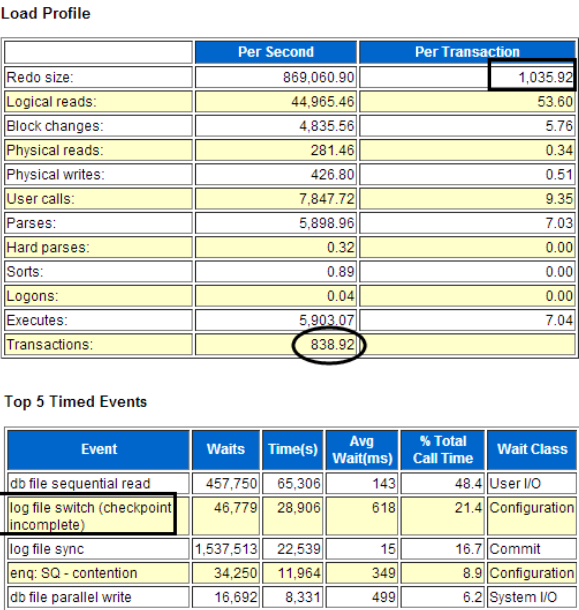 Load Profile
Per Second Per Transaction
Redo size: 869,060.90 1,035.92
Logical reads: 44,965.46 53.60
Block changes: 4,835.56 5.76
Physical reads: 281.46 0.34
Physical writes: 426.80 0.51
User calls: 7,847.72 9.35
Parses: 5,898.96 7.03
Hard parses: 0.32 0.00
Sorts: 0.89 0.00
Logons: 0.04 0.00
Executes: 5,903.07 7.04
Transactions: 838.92
Top 5 Timed Events
Event Waits Time(s) Avg Wait(ms) % Total Call Time Wait Class
db file sequential read 457,750 65,306 143 48.4 User I/O
log file switch (checkpoint incomplete) 46,779 28,906 618 21.4 Configuration
log file sync 1,537,513 22,539 15 16.7 Commit
enq: SQ - contention 34,250 11,964 349 8.9 Configuration
db file parallel write 16,692 8,331 499 6.2 System I/O